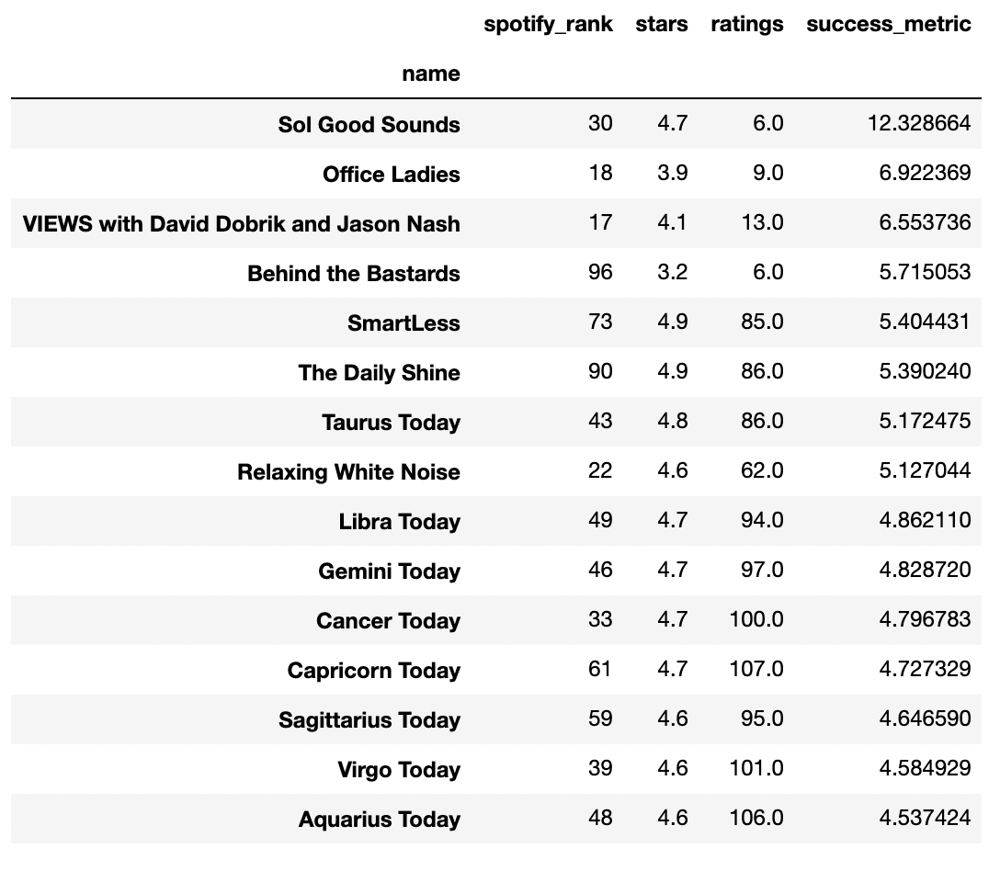 spotify_rank stars ratings success_metric
name
Sol Good Sounds 30 4.7 6.0 12.328664
Office Ladies 18 3.9 9.0 6.922369
VIEWS with David Dobrik and Jason Nash 17 4.1 13.0 6.553736
Behind the Bastards 96 3.2 6.0 5.715053
SmartLess 73 4.9 85.0 5.404431
The Daily Shine 90 4.9 86.0 5.390240
Taurus Today 43 4.8 86.0 5.172475
Relaxing White Noise 22 4.6 62.0 5.127044
Libra Today 49 4.7 94.0 4.862110
Gemini Today 46 4.7 97.0 4.828720
Cancer Today 33 4.7 100.0 4.796783
Capricorn Today 61 4.7 107.0 4.727329
Sagittarius Today 59 4.6 95.0 4.646590
Virgo Today 39 4.6 101.0 4.584929
Aquarius Today 48 4.6 106.0 4.537424